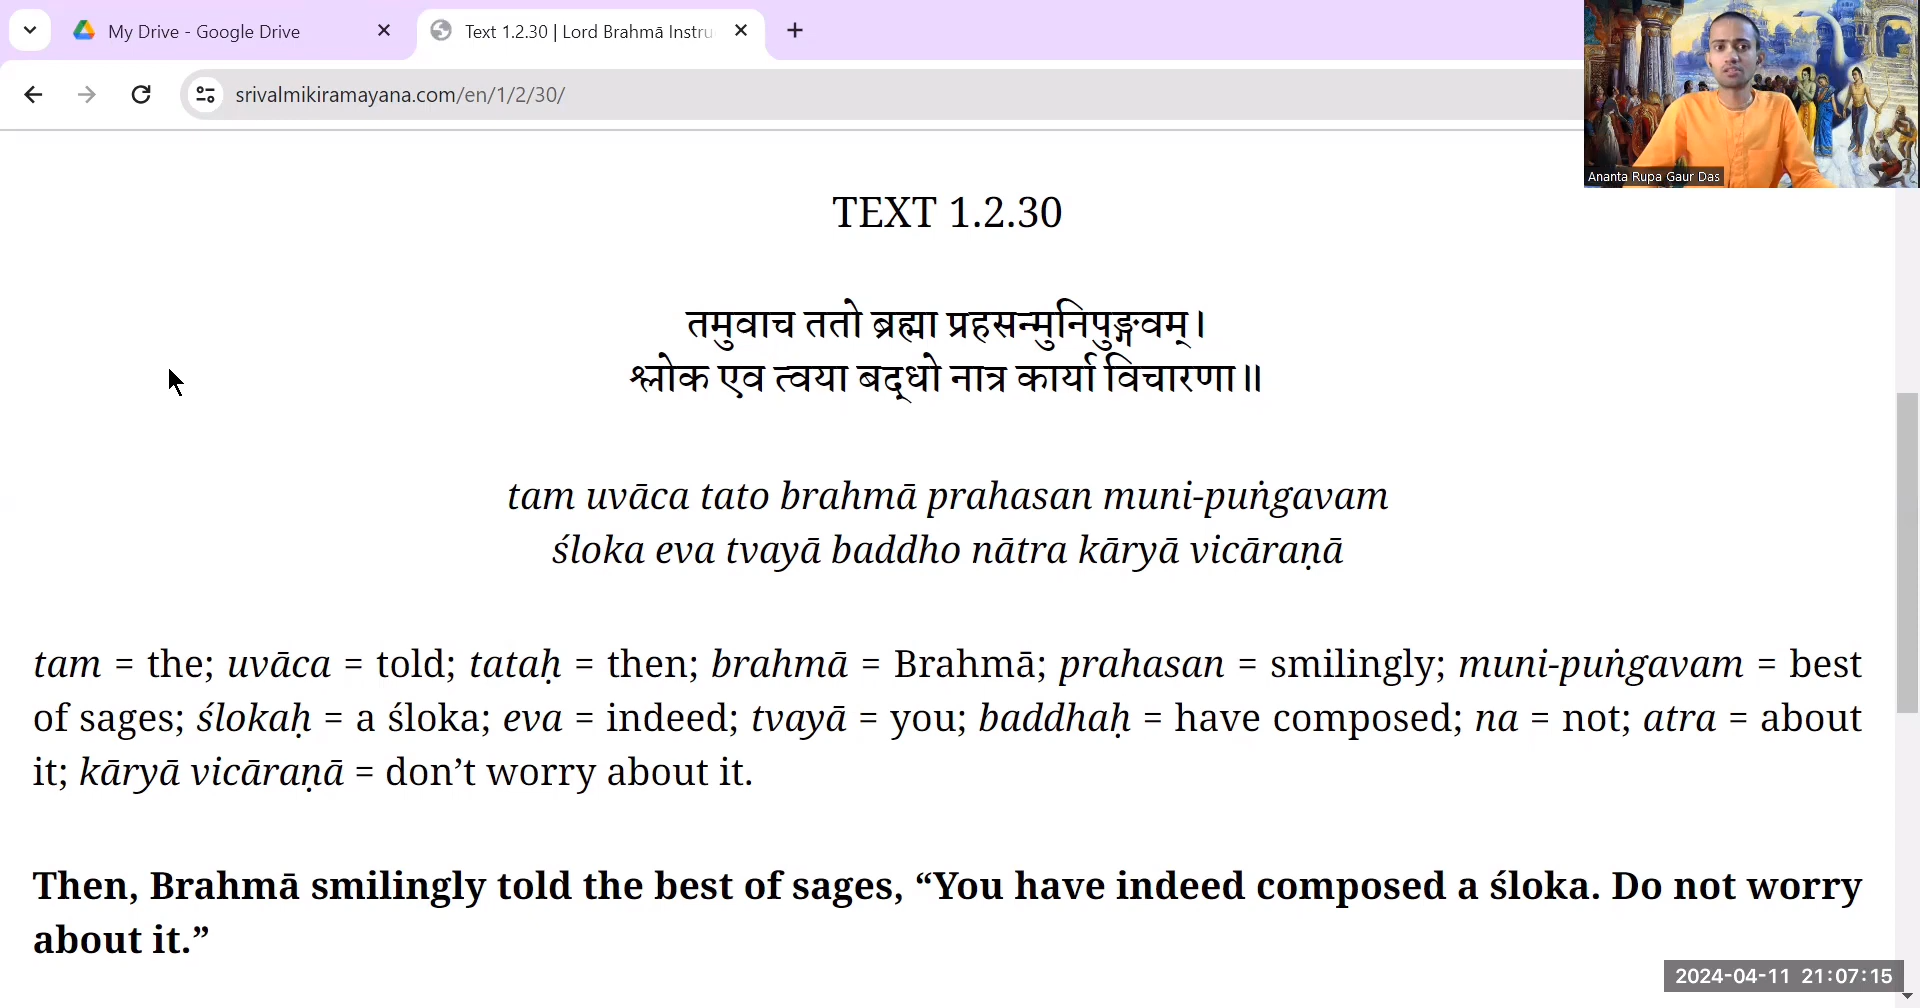 My Drive - Google Drive
Text 1.2.30 | Lord Brahmā Instru
srivalmikiramayana.com/en/1/2/30/
Ananta Rupa Gaur Das
TEXT 1.2.30
तमुवाच ततो ब्रह्मा प्रहसन्मुनिपुङ्गवम्।
श्लोक एव त्वया बद्धो नात्र कार्या विचारणा॥
tam uvāca tato brahmā prahasan muni-puṅgavam
śloka eva tvayā baddho nātra kāryā vicāraṇā
tam = the; uvāca = told; tataḥ = then; brahmā = Brahmā; prahasan = smilingly; muni-puṅgavam = best
of sages; ślokaḥ = a śloka; eva = indeed; tvayā = you; baddhaḥ = have composed; na = not; atra = about
it; kāryā vicāraṇā = don’t worry about it.
Then, Brahmā smilingly told the best of sages, “You have indeed composed a śloka. Do not worry
about it.”
2024-04-11 21:07:15